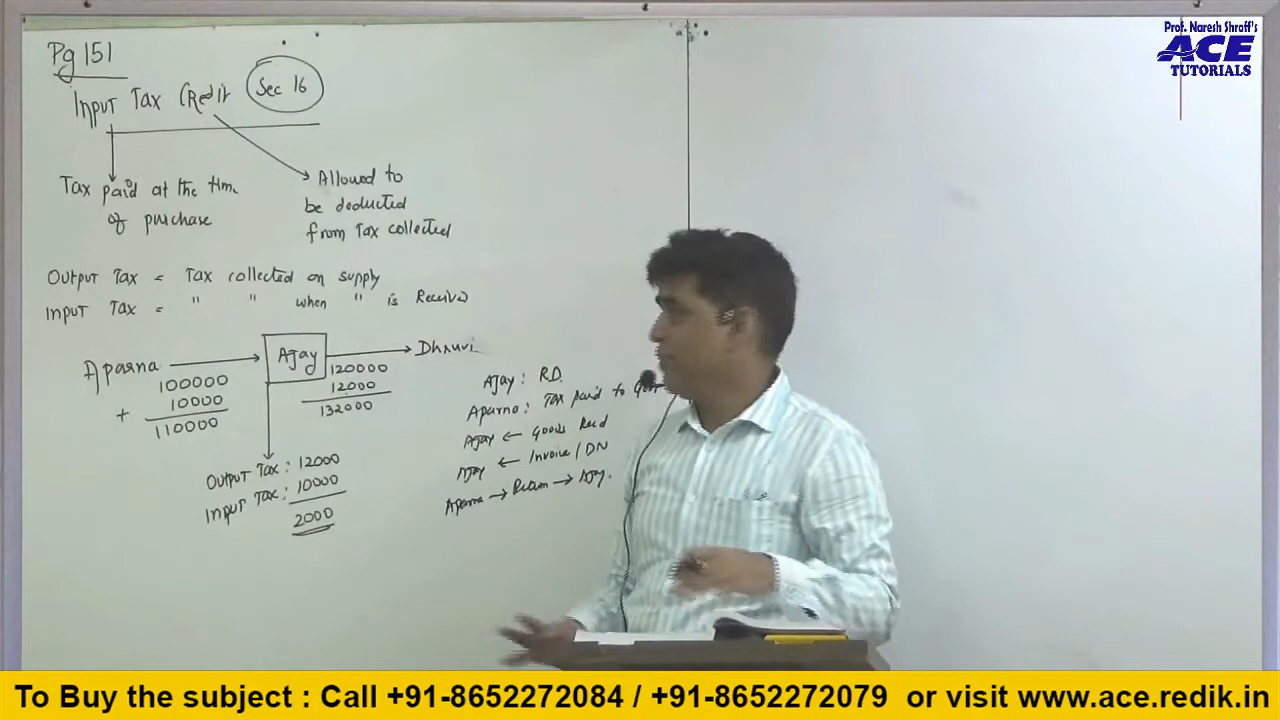 Pg 151
Input Tax Credit Sec 16
Tax paid at the time
of purchase
Allowed to
be deducted
from Tax collected
Output Tax = Tax collected on supply
Input Tax = " " when " is Received
Aparna
Ajay
Dhruvi
100000
+ 10000
110000
120000
12000
132000
Output Tax : 12000
Input Tax : 10000
2000
Ajay : R.D.
Aparna : Tax paid to Govt
Ajay ← Goods Recd
Ajay ← Invoice / DN
Aparna → Return → Ajay.
Prof. Naresh Shroff's
ACE
TUTORIALS
To Buy the subject : Call +91-8652272084 / +91-8652272079 or visit www.ace.redik.in